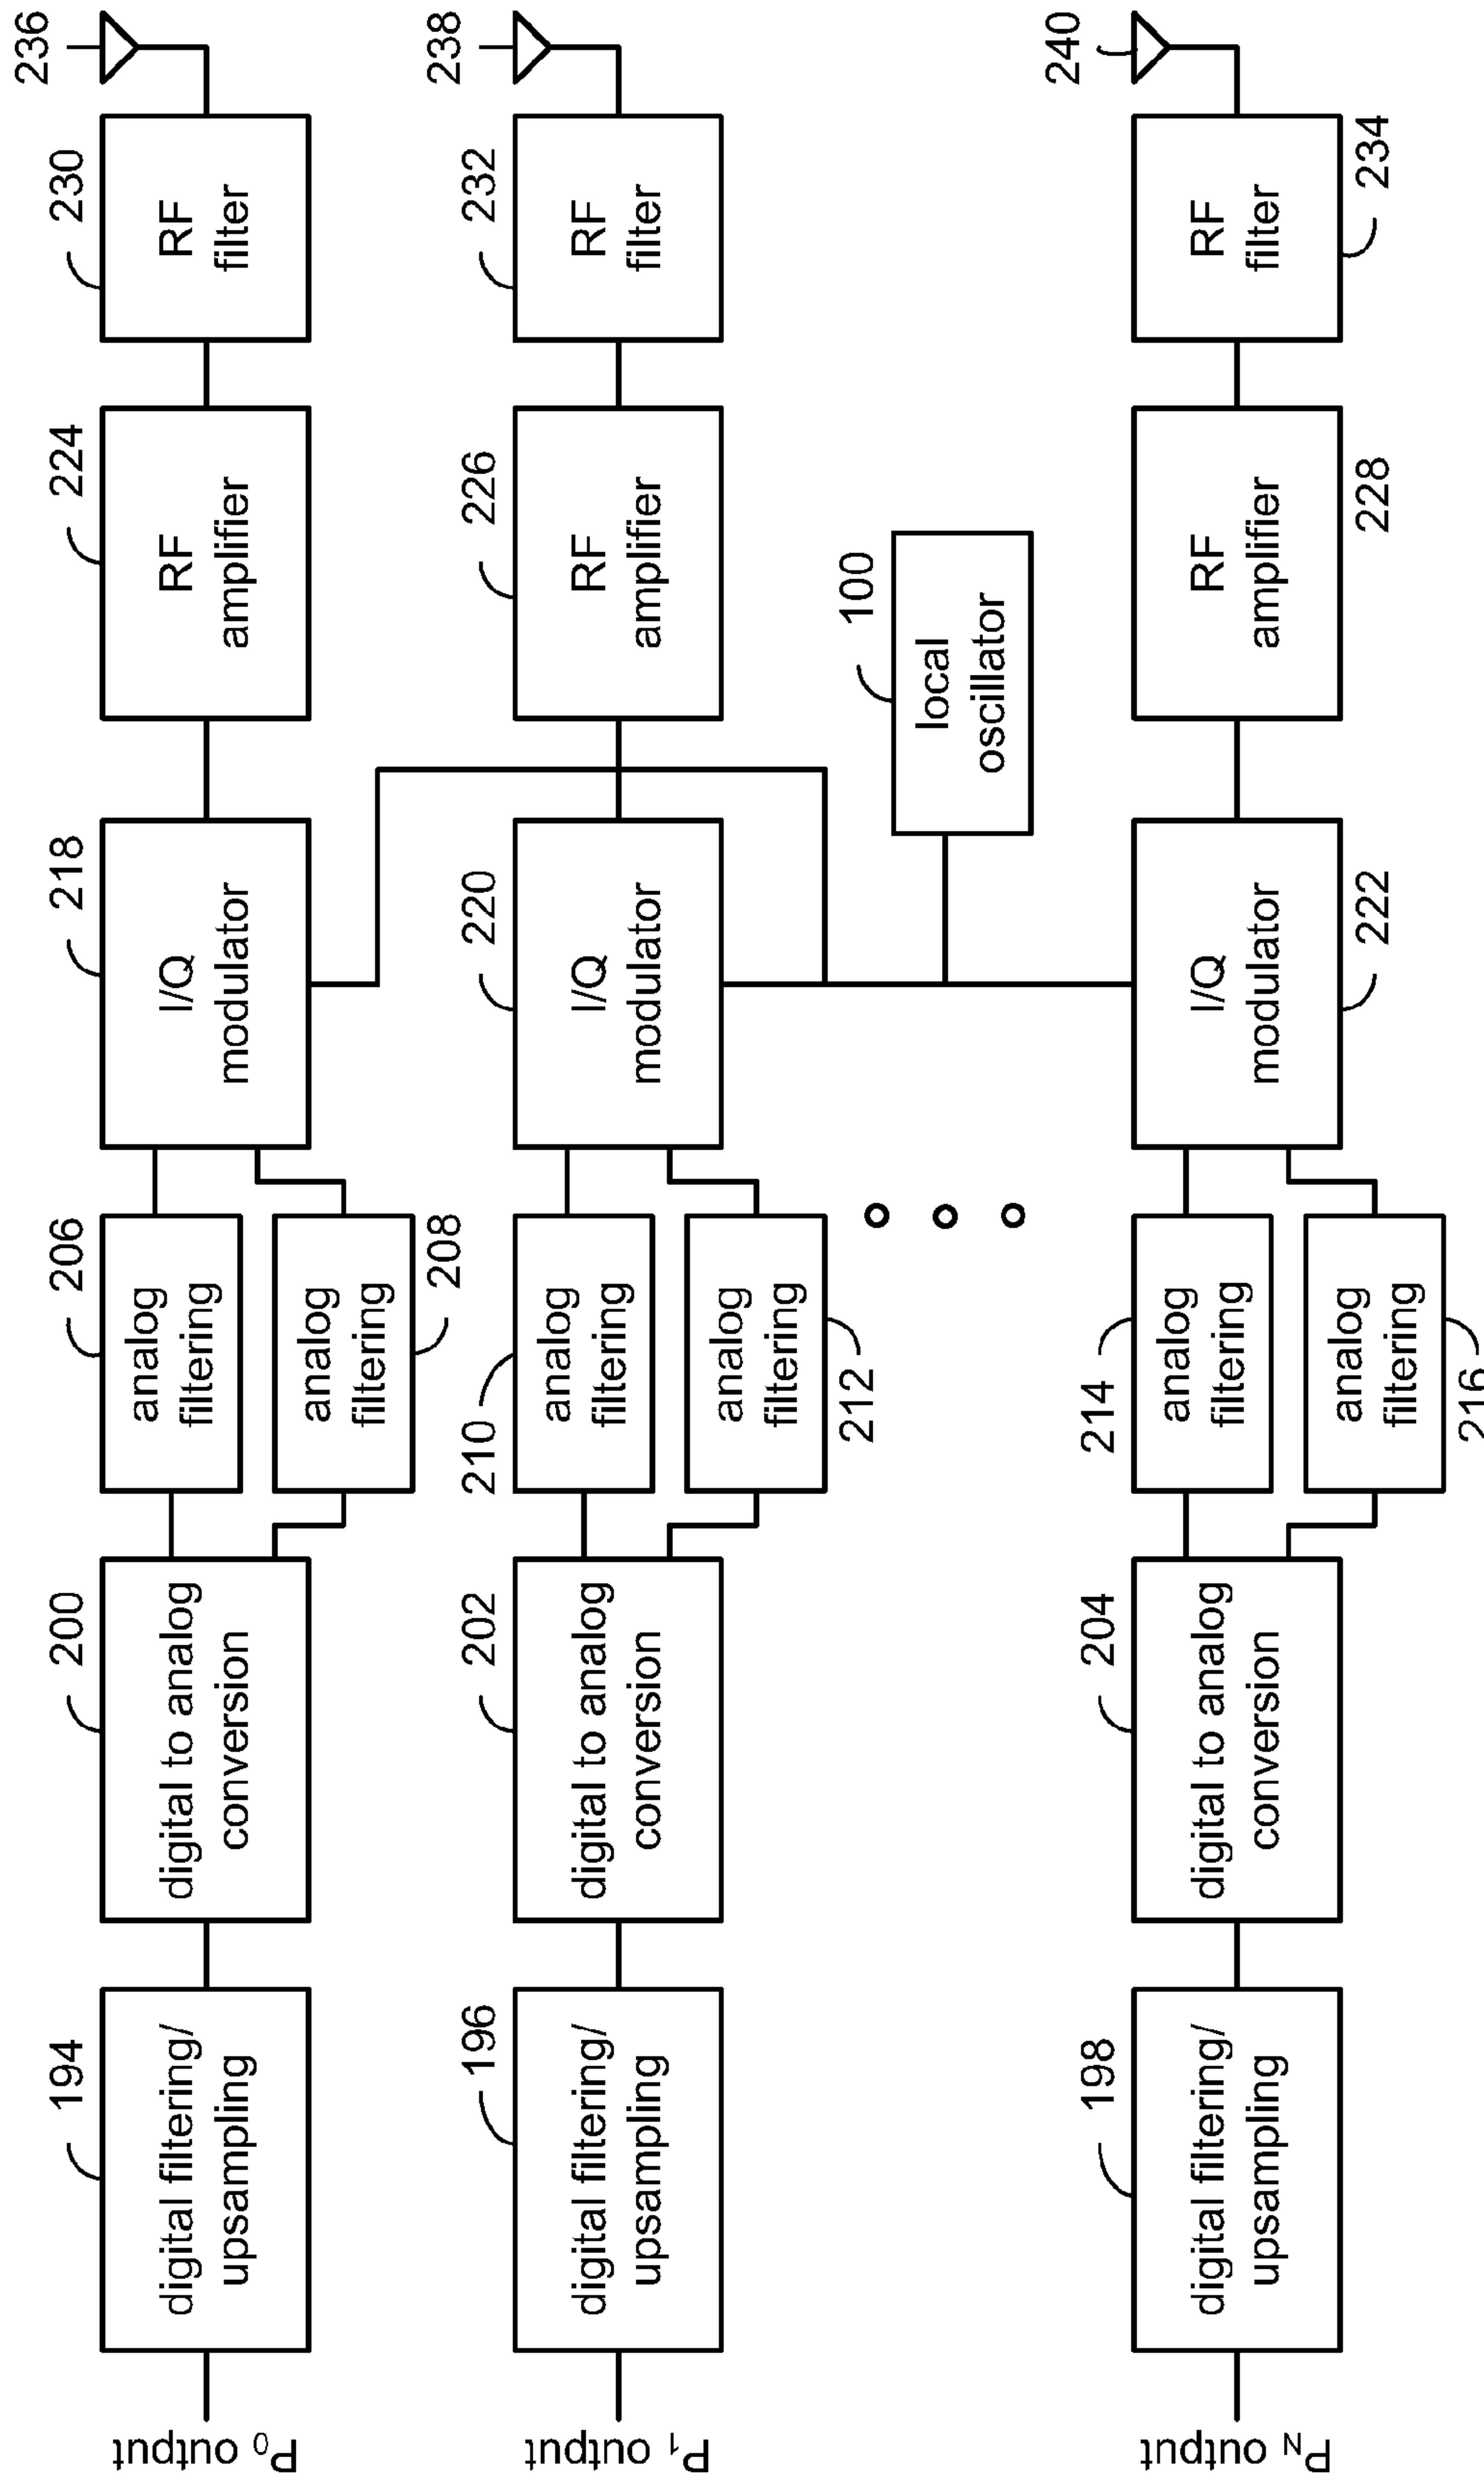 P0 output
194
digital filtering/
upsampling
200
digital to analog
conversion
206
analog
filtering
analog
filtering
208
218
I/Q
modulator
224
RF
amplifier
230
RF
filter
236
P1 output
196
digital filtering/
upsampling
202
digital to analog
conversion
210
analog
filtering
analog
filtering
212
220
I/Q
modulator
226
RF
amplifier
232
RF
filter
238
100
local
oscillator
PN output
198
digital filtering/
upsampling
204
digital to analog
conversion
214
analog
filtering
analog
filtering
216
I/Q
modulator
222
RF
amplifier
228
RF
filter
234
240